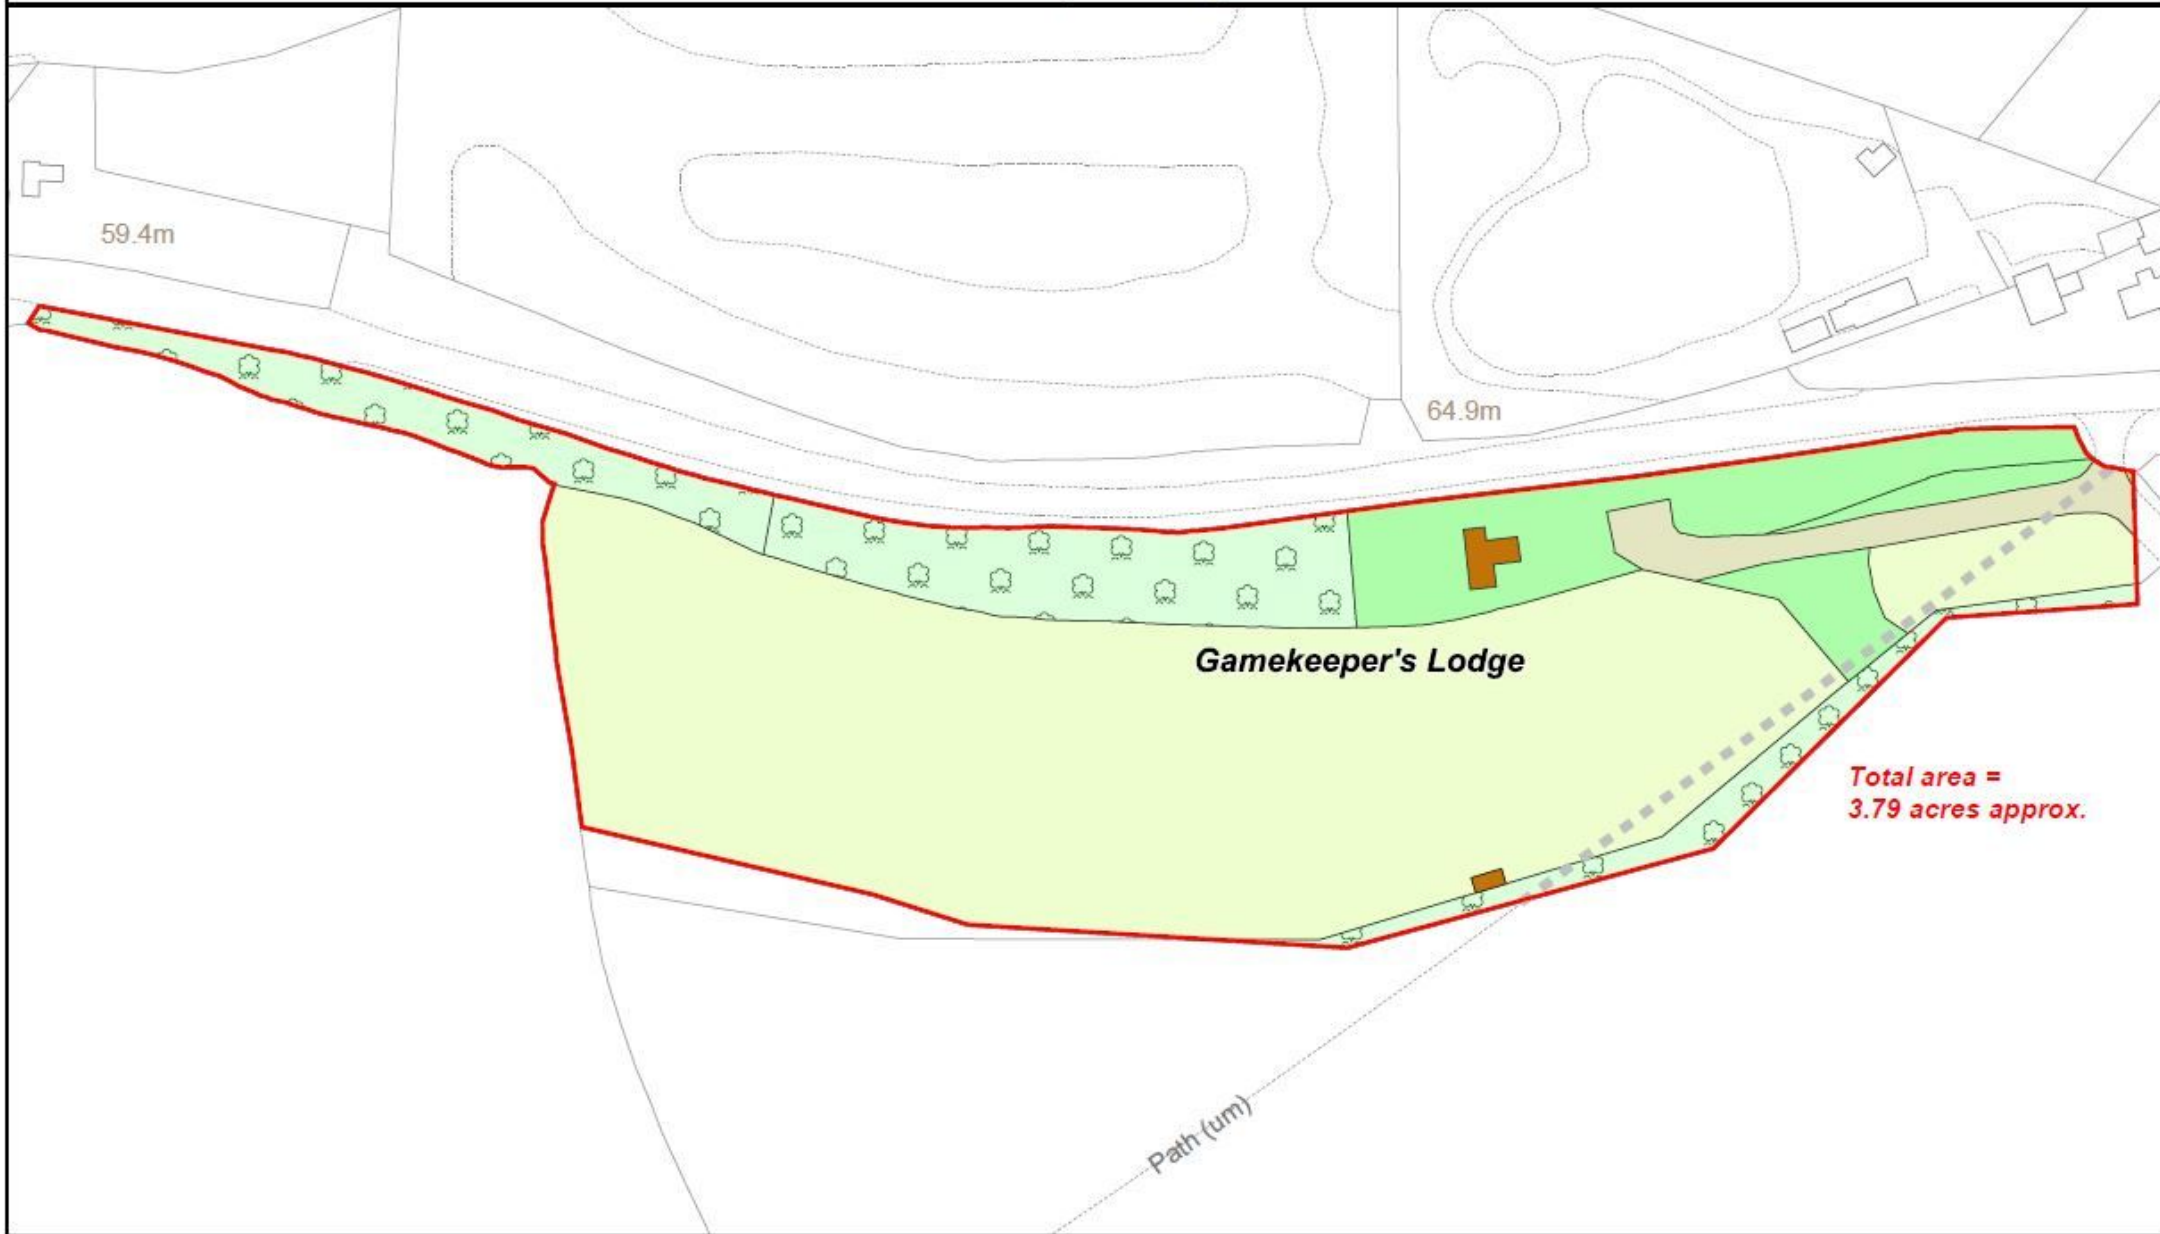 59.4m
64.9m
Gamekeeper's Lodge
Total area =
3.79 acres approx.
Path (um)